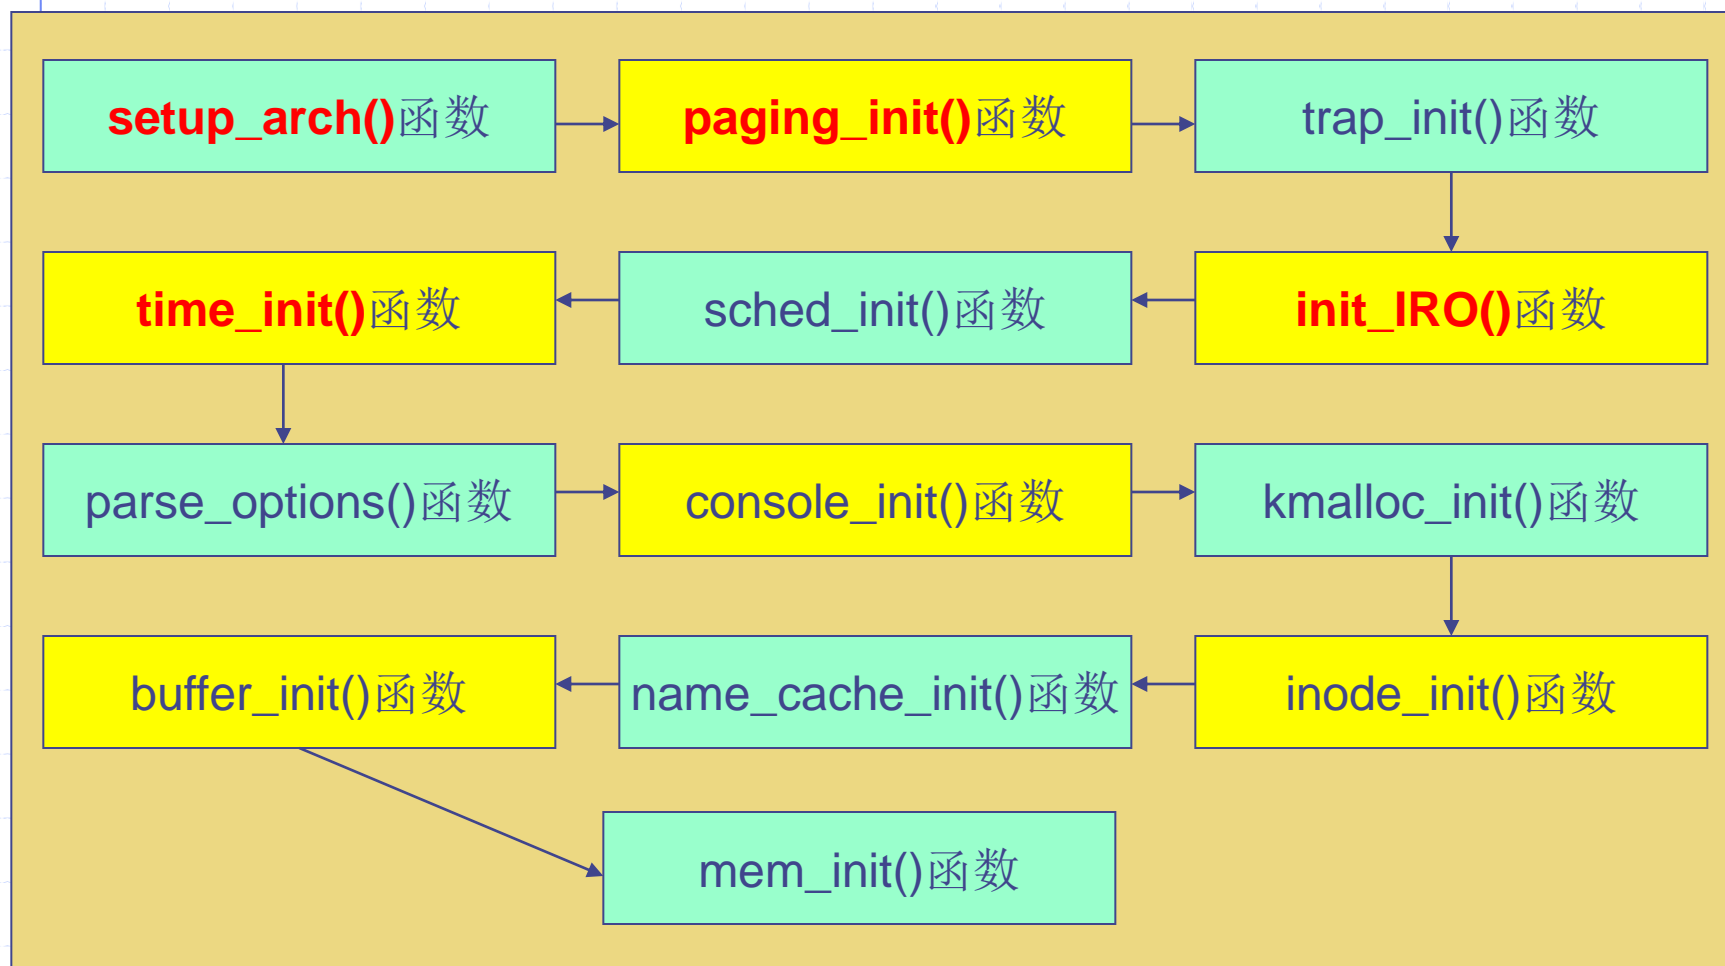 setup_arch()函数
paging_init()函数
trap_init()函数
time_init()函数
sched_init()函数
init_IRO()函数
parse_options()函数
console_init()函数
kmalloc_init()函数
buffer_init()函数
name_cache_init()函数
inode_init()函数
mem_init()函数